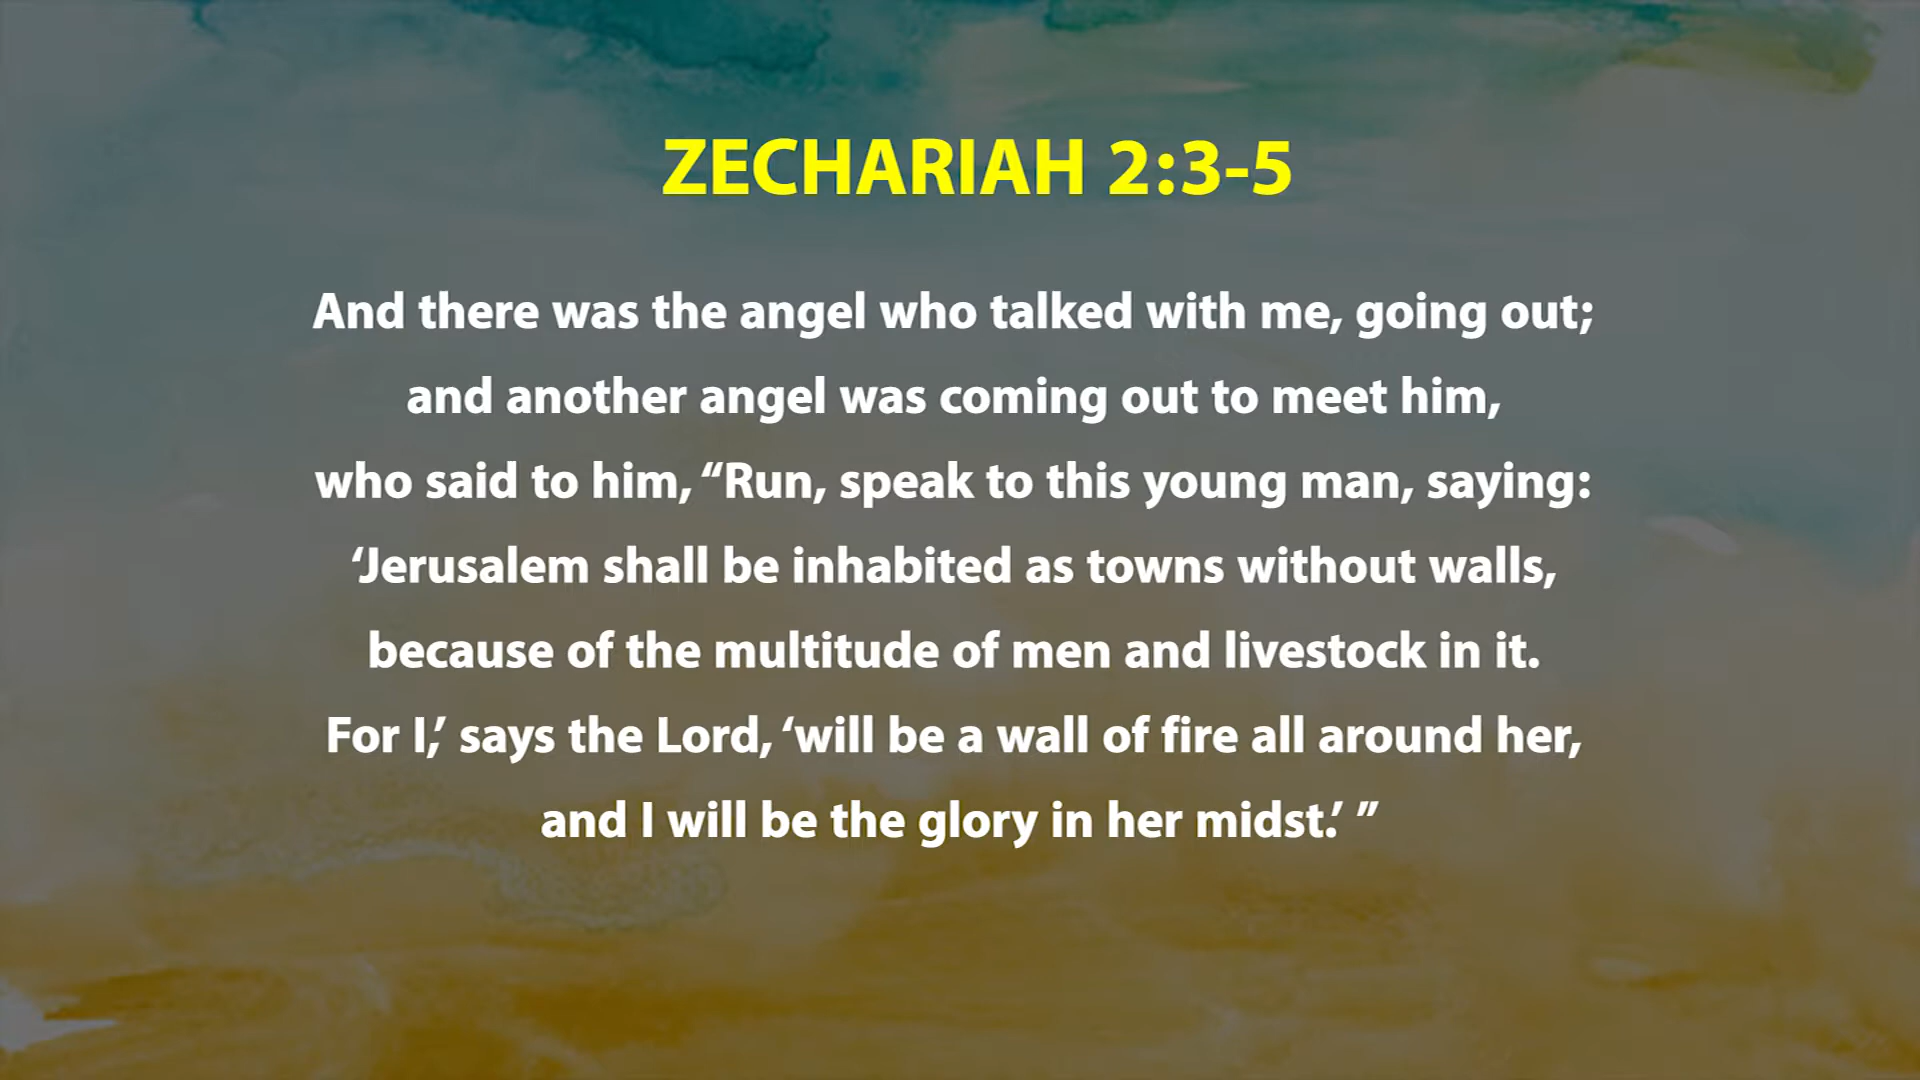 ZECHARIAH 2:3-5
And there was the angel who talked with me, going out;
and another angel was coming out to meet him,
who said to him, “Run, speak to this young man, saying:
‘Jerusalem shall be inhabited as towns without walls,
because of the multitude of men and livestock in it.
For I,’ says the Lord, ‘will be a wall of fire all around her,
and I will be the glory in her midst.’ ”